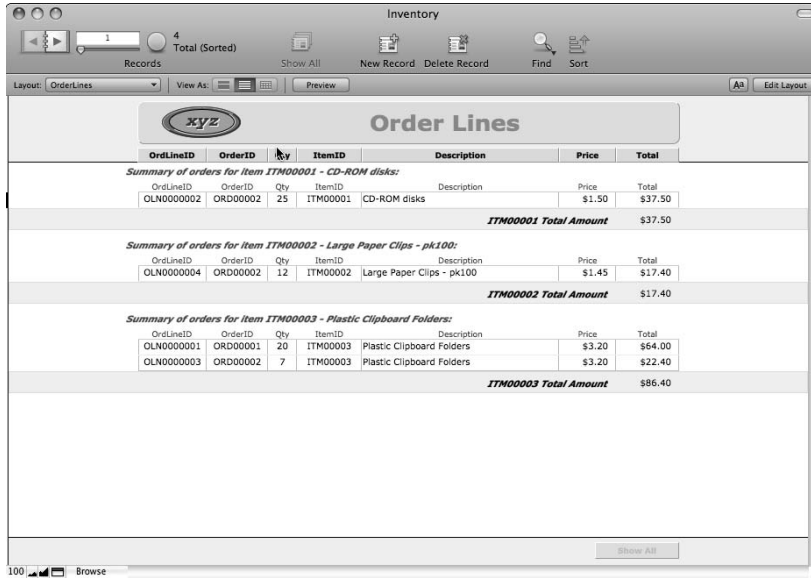 Inventory
1
4
Total (Sorted)
Records
Show All
New Record
Delete Record
Find
Sort
Layout: OrderLines
View As:
Preview
Aa
Edit Layout
xyz
Order Lines
OrdLineID OrderID ItemID Description Price Total
Summary of orders for item ITM00001 - CD-ROM disks:
OrdLineID OrderID Qty ItemID Description Price Total
OLN0000002 ORD00002 25 ITM00001 CD-ROM disks $1.50 $37.50
ITM00001 Total Amount $37.50
Summary of orders for item ITM00002 - Large Paper Clips - pk100:
OrdLineID OrderID Qty ItemID Description Price Total
OLN0000004 ORD00002 12 ITM00002 Large Paper Clips - pk100 $1.45 $17.40
ITM00002 Total Amount $17.40
Summary of orders for item ITM00003 - Plastic Clipboard Folders:
OrdLineID OrderID Qty ItemID Description Price Total
OLN0000001 ORD00001 20 ITM00003 Plastic Clipboard Folders $3.20 $64.00
OLN0000003 ORD00002 7 ITM00003 Plastic Clipboard Folders $3.20 $22.40
ITM00003 Total Amount $86.40
Show All
100 Browse